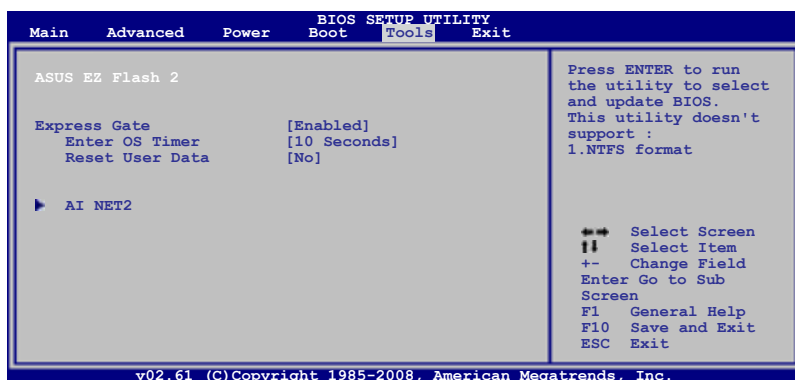 BIOS SETUP UTILITY
Main Advanced Power Boot Tools Exit
ASUS EZ Flash 2
Express Gate [Enabled]
Enter OS Timer [10 Seconds]
Reset User Data [No]
AI NET2
Press ENTER to run
the utility to select
and update BIOS.
This utility doesn't
support :
1.NTFS format
Select Screen
Select Item
+- Change Field
Enter Go to Sub
Screen
F1 General Help
F10 Save and Exit
ESC Exit
v02.61 (C)Copyright 1985-2008, American Megatrends, Inc.